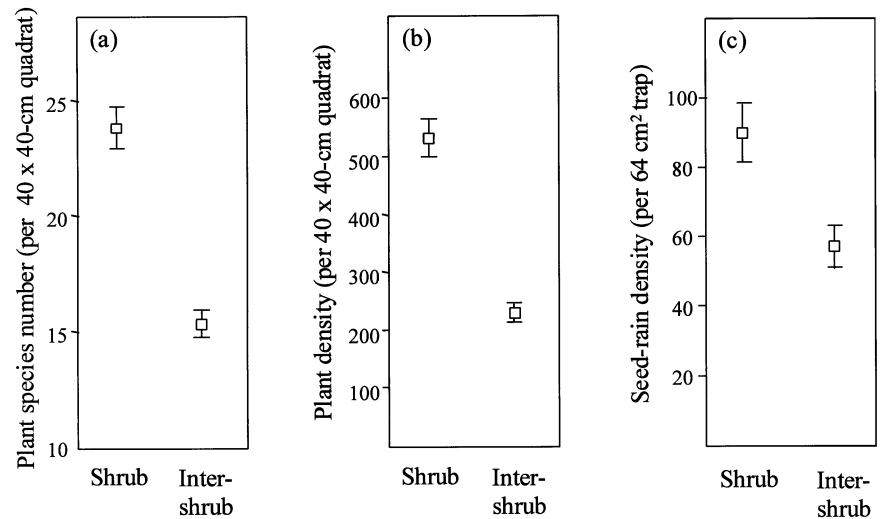 (a)
Plant species number (per 40 x 40-cm quadrat)
25
20
15
10
Shrub
Inter-
shrub
(b)
Plant density (per 40 x 40-cm quadrat)
600
500
400
300
200
100
Shrub
Inter-
shrub
(c)
Seed-rain density (per 64 cm² trap)
100
80
60
40
20
Shrub
Inter-
shrub